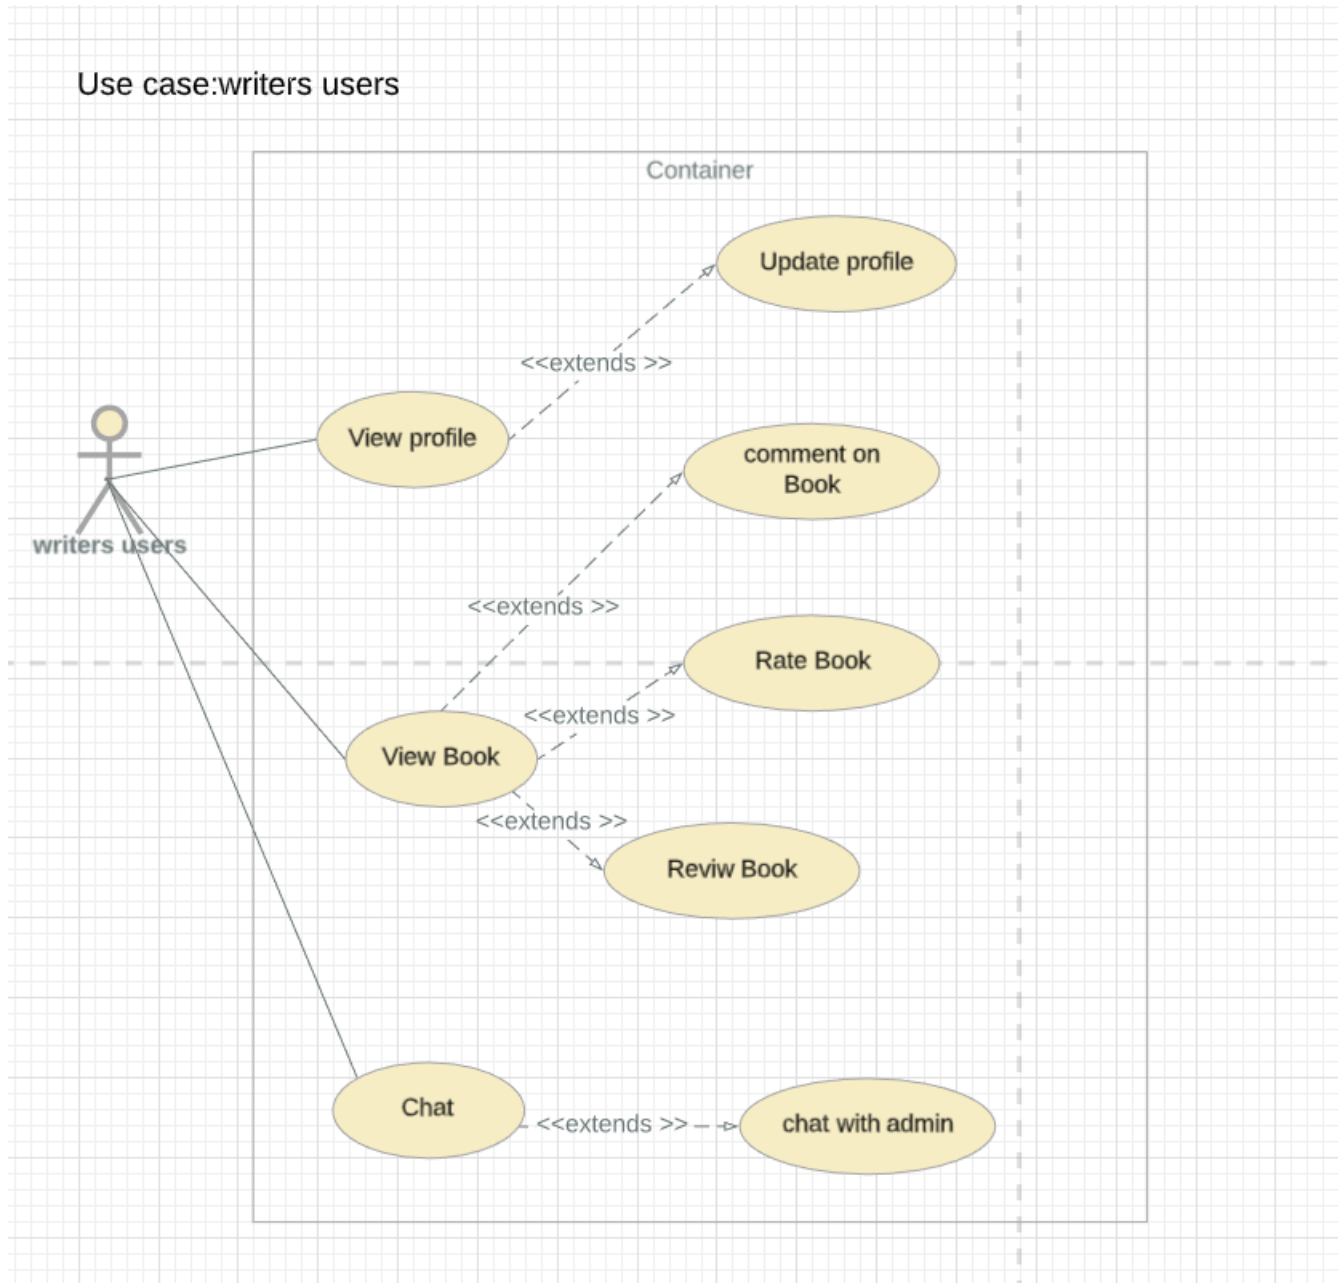 Use case:writers users
Container
Update profile
<<extends >>
View profile
comment on
Book
writers users
<<extends >>
Rate Book
<<extends >>
View Book
<<extends >>
Reviw Book
Chat
<<extends >>
chat with admin